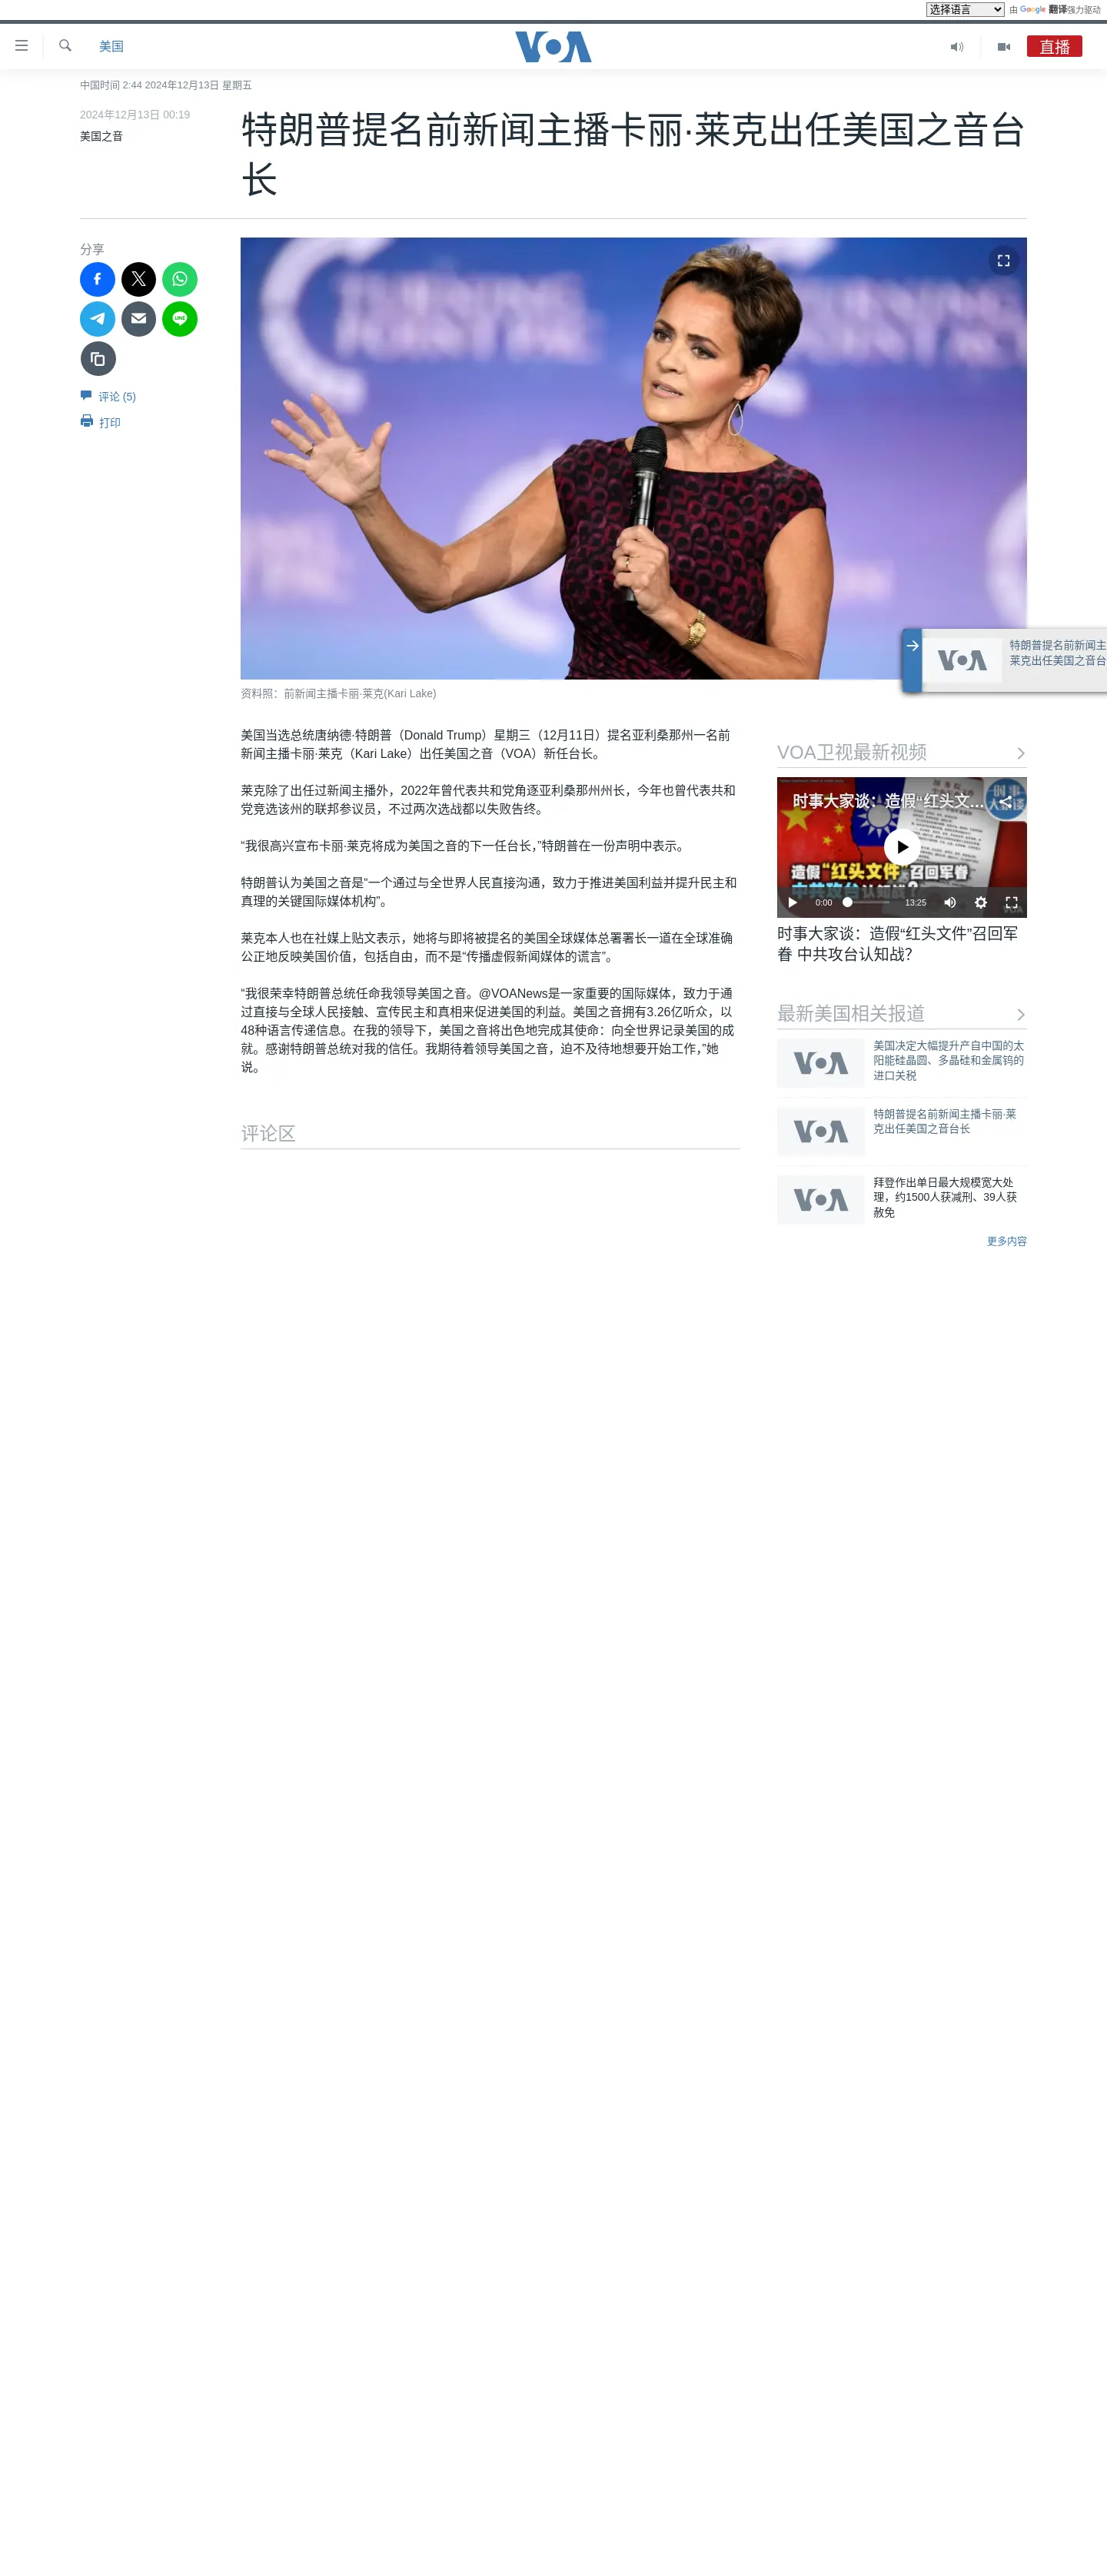 选择语言 由 Google 翻译强力驱动
美国
VOA
直播
中国时间 2:44 2024年12月13日 星期五
2024年12月13日 00:19
美国之音
特朗普提名前新闻主播卡丽·莱克出任美国之音台
长
分享
LINE
评论 (5)
打印
特朗普提名前新闻主
莱克出任美国之音台
VOA
资料照：前新闻主播卡丽·莱克(Kari Lake)
美国当选总统唐纳德·特朗普（Donald Trump）星期三（12月11日）提名亚利桑那州一名前
新闻主播卡丽·莱克（Kari Lake）出任美国之音（VOA）新任台长。
莱克除了出任过新闻主播外，2022年曾代表共和党角逐亚利桑那州州长，今年也曾代表共和
党竞选该州的联邦参议员，不过两次选战都以失败告终。
“我很高兴宣布卡丽·莱克将成为美国之音的下一任台长，”特朗普在一份声明中表示。
特朗普认为美国之音是“一个通过与全世界人民直接沟通，致力于推进美国利益并提升民主和
真理的关键国际媒体机构”。
莱克本人也在社媒上贴文表示，她将与即将被提名的美国全球媒体总署署长一道在全球准确
公正地反映美国价值，包括自由，而不是“传播虚假新闻媒体的谎言”。
“我很荣幸特朗普总统任命我领导美国之音。@VOANews是一家重要的国际媒体，致力于通
过直接与全球人民接触、宣传民主和真相来促进美国的利益。美国之音拥有3.26亿听众，以
48种语言传递信息。在我的领导下，美国之音将出色地完成其使命：向全世界记录美国的成
就。感谢特朗普总统对我的信任。我期待着领导美国之音，迫不及待地想要开始工作，”她
说。
评论区
VOA卫视最新视频
时事大家谈：造假“红头文...
造假“红头文件”召回军眷
中共攻台认知战?
0:00
13:25
时事大家谈：造假“红头文件”召回军
眷 中共攻台认知战?
最新美国相关报道
VOA
美国决定大幅提升产自中国的太
阳能硅晶圆、多晶硅和金属钨的
进口关税
VOA
特朗普提名前新闻主播卡丽·莱
克出任美国之音台长
VOA
拜登作出单日最大规模宽大处
理，约1500人获减刑、39人获
赦免
更多内容